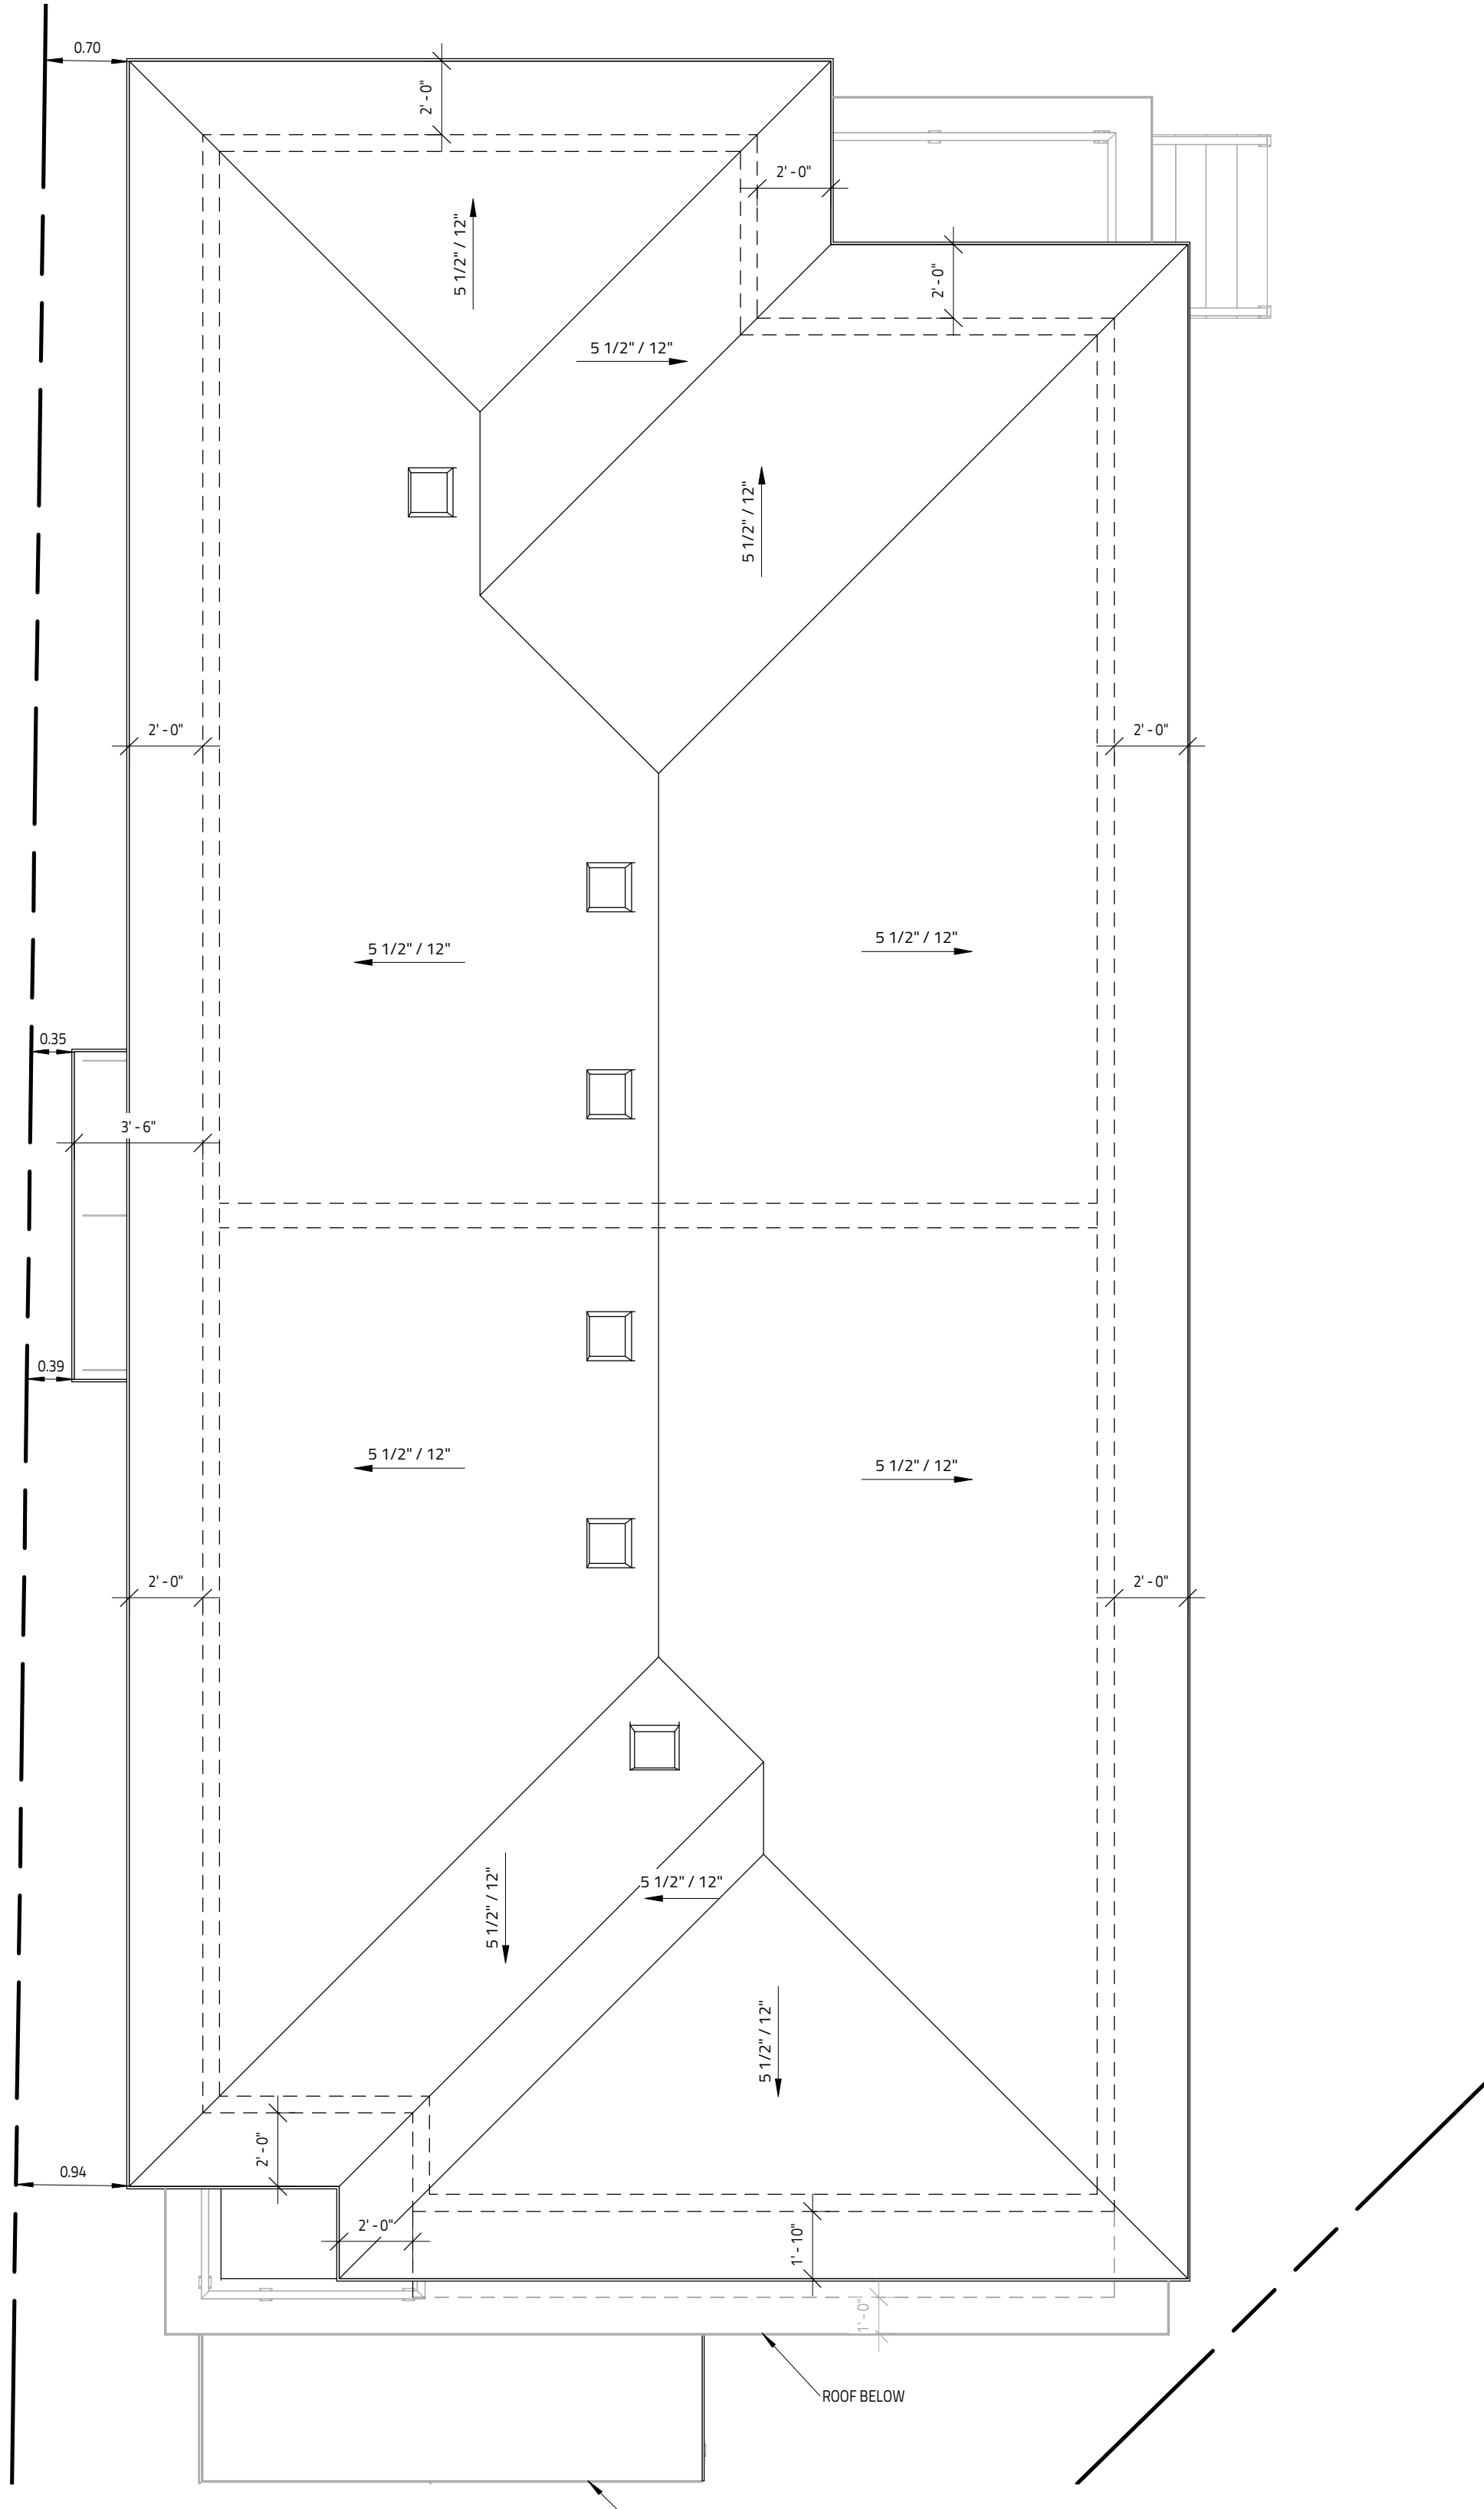 0.70
2' - 0"
2' - 0"
5 1/2" / 12"
2' - 0"
5 1/2" / 12"
5 1/2" / 12"
2' - 0"
2' - 0"
5 1/2" / 12"
5 1/2" / 12"
0.35
3' - 6"
0.39
5 1/2" / 12"
5 1/2" / 12"
2' - 0"
2' - 0"
5 1/2" / 12"
5 1/2" / 12"
5 1/2" / 12"
2' - 0"
0.94
2' - 0"
1' - 10"
1' - 0"
ROOF BELOW